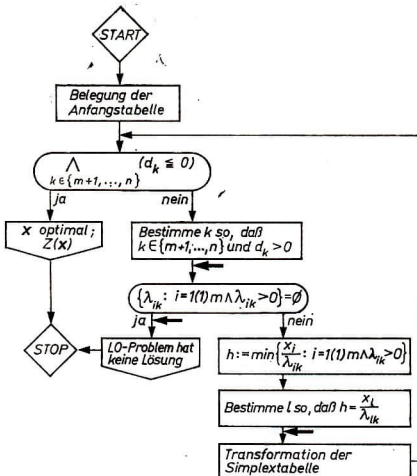 START
Belegung der
Anfangstabelle
⋀ (d_k ≦ 0)
k ∈ {m+1, ..., n}
ja
nein
x optimal;
Z(x)
Bestimme k so, daß
k ∈ {m+1, ..., n} und d_k > 0
{λ_ik : i = 1(1) m ∧ λ_ik > 0} = ∅
ja
nein
STOP
LO-Problem hat
keine Lösung
h := min{x_i/λ_ik : i = 1(1) m ∧ λ_ik > 0}
Bestimme l so, daß h = x_l/λ_lk
Transformation der
Simplextabelle